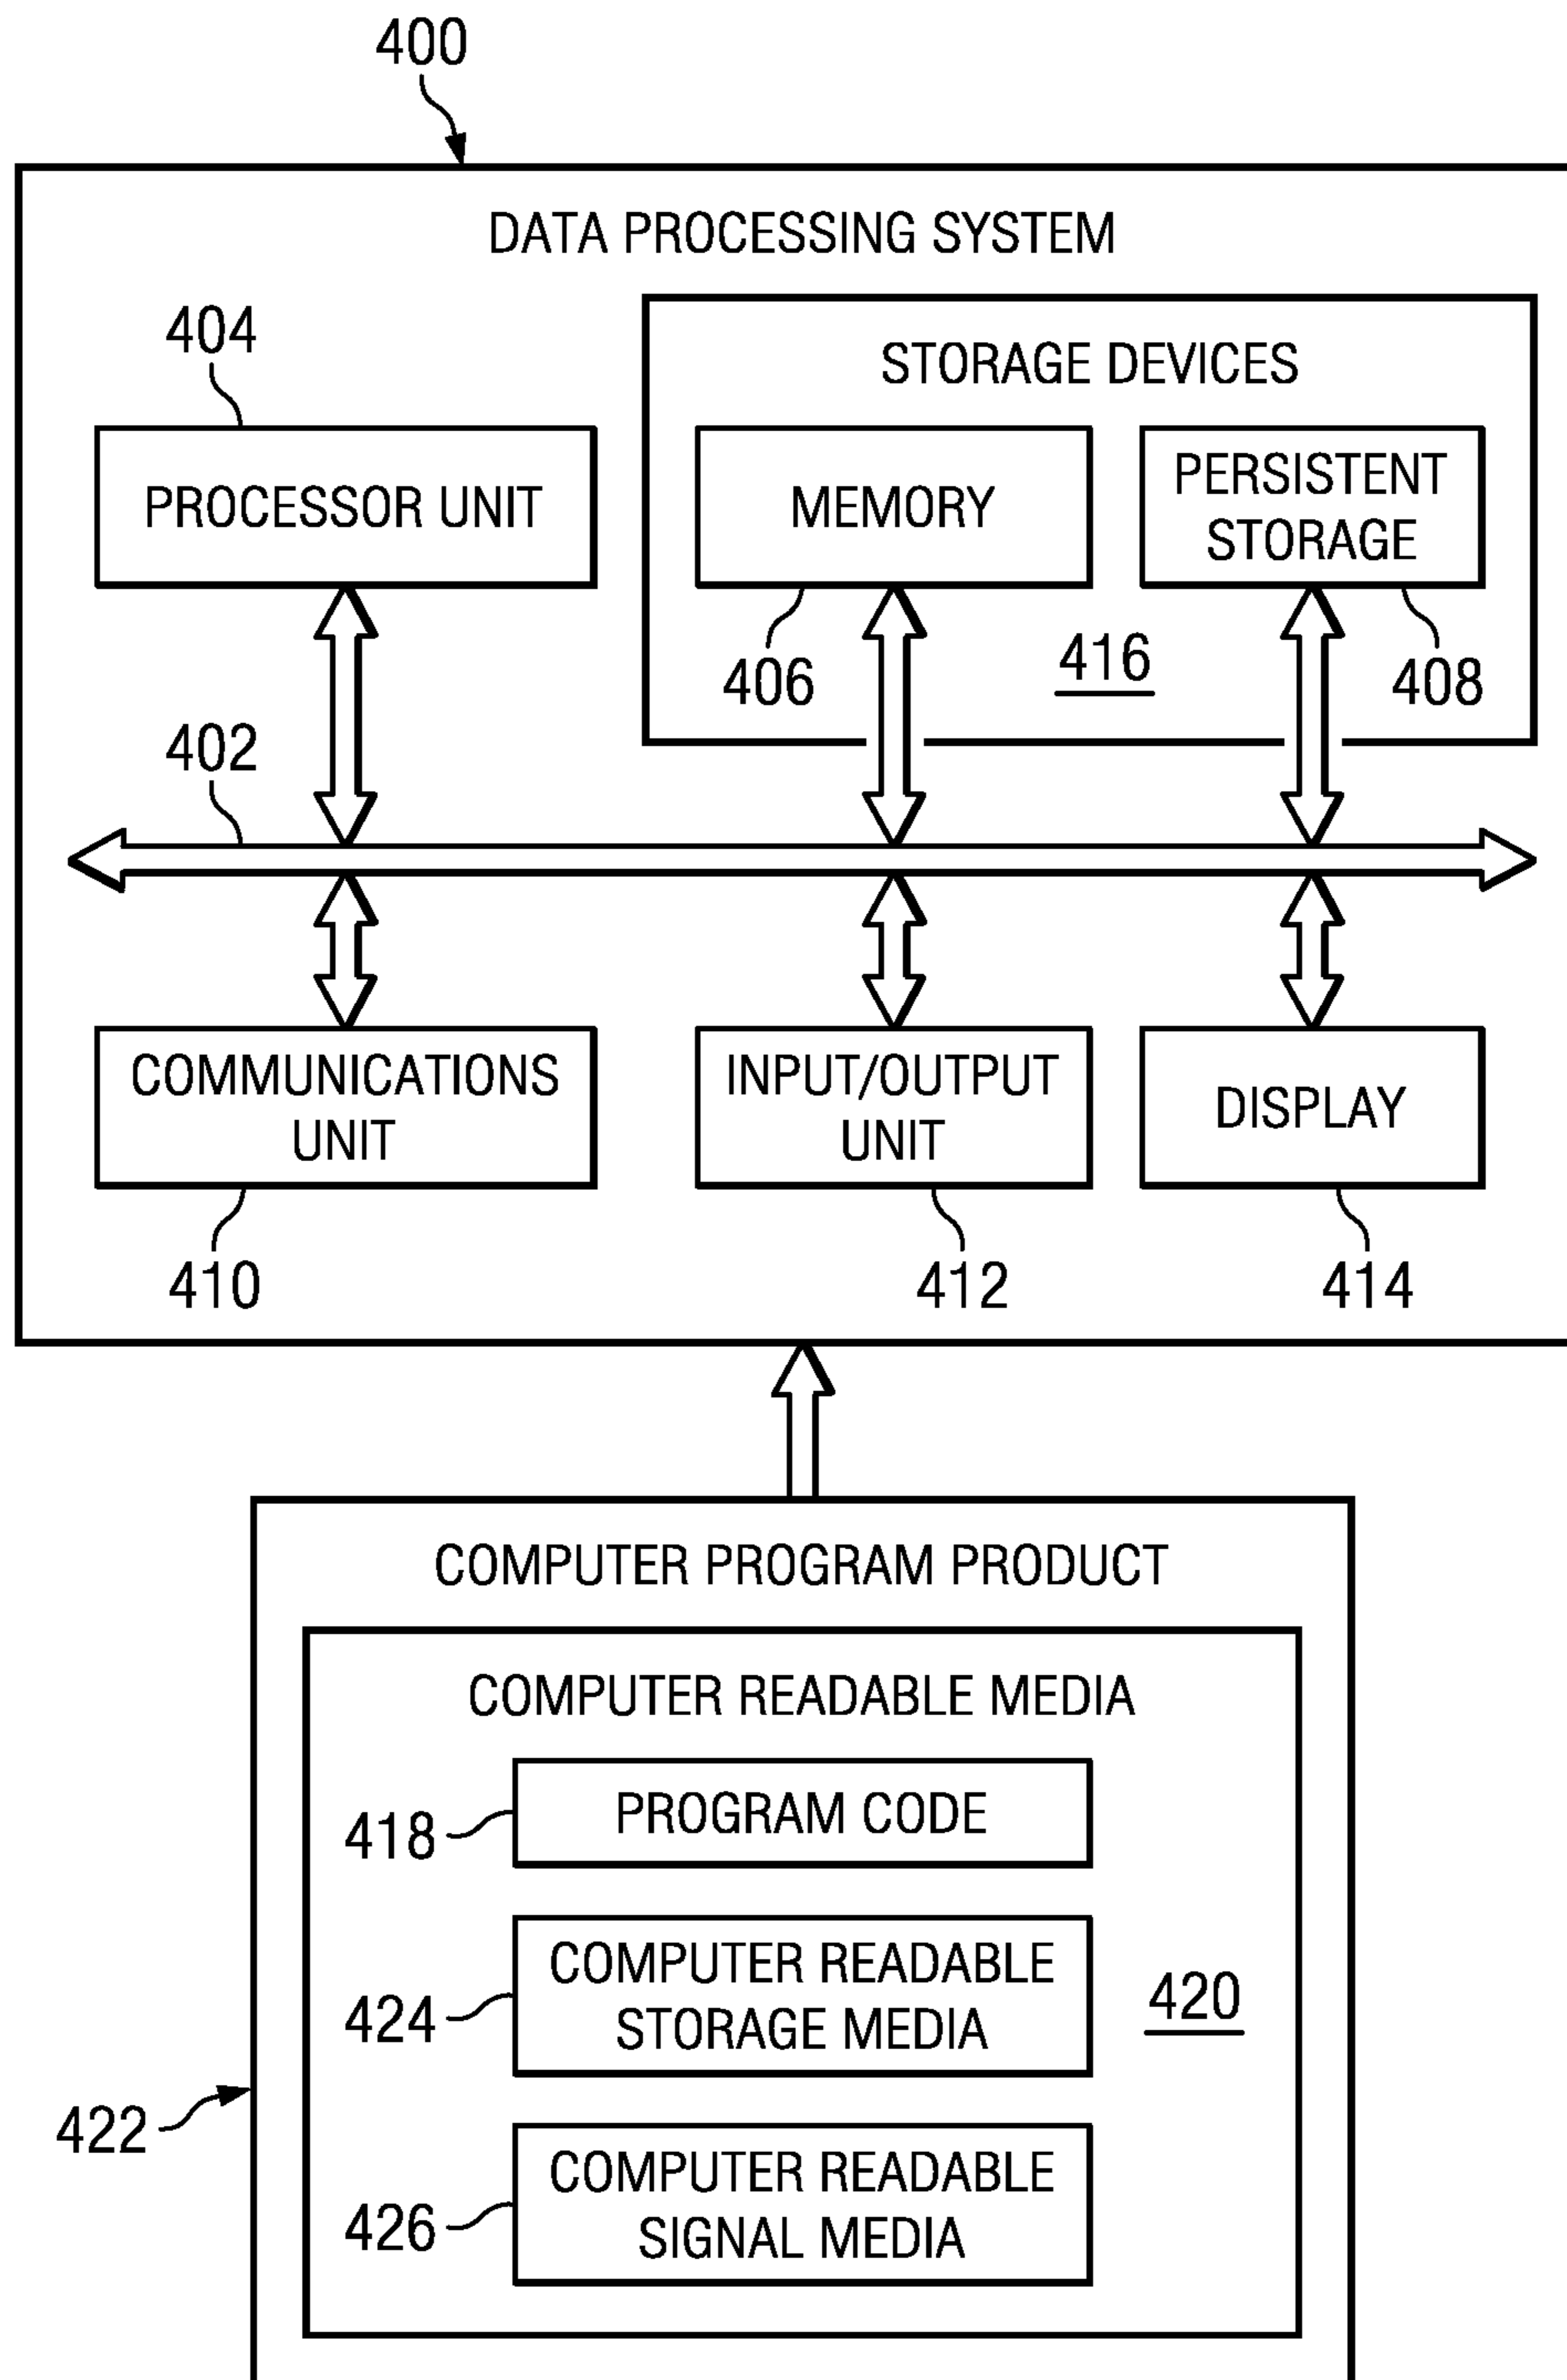 400
DATA PROCESSING SYSTEM
404
STORAGE DEVICES
PROCESSOR UNIT
MEMORY
PERSISTENT
STORAGE
406
416
408
402
COMMUNICATIONS
UNIT
INPUT/OUTPUT
UNIT
DISPLAY
410
412
414
COMPUTER PROGRAM PRODUCT
COMPUTER READABLE MEDIA
418
PROGRAM CODE
424
COMPUTER READABLE
STORAGE MEDIA
420
422
426
COMPUTER READABLE
SIGNAL MEDIA